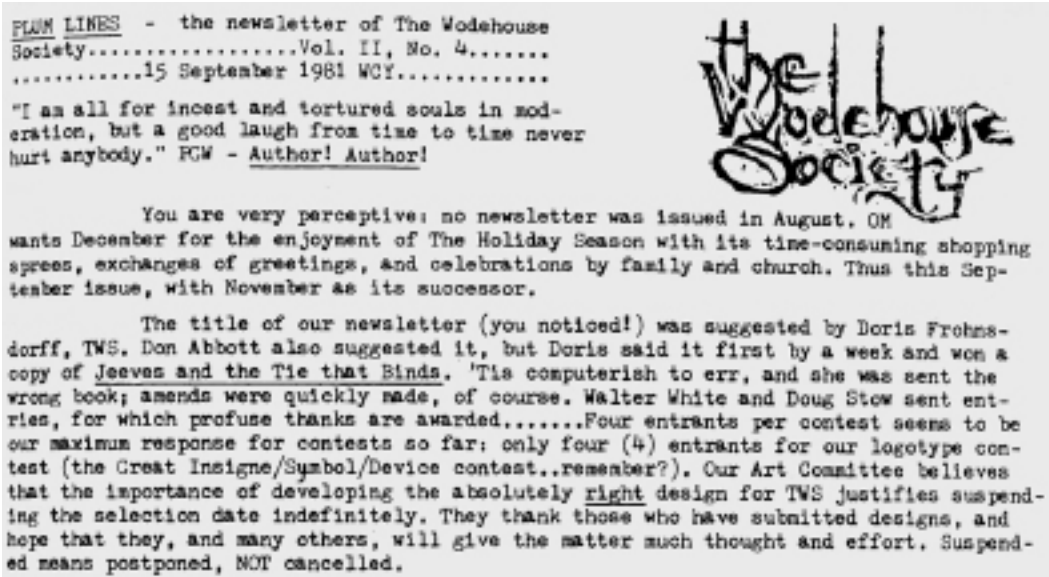 PLUM LINES - the newsletter of The Wodehouse
Society..................Vol. II, No. 4.......
............15 September 1981 WCY.............
"I am all for incest and tortured souls in mod-
eration, but a good laugh from time to time never
hurt anybody." PGW - Author! Author!
the
Wodehouse
Society
You are very perceptive: no newsletter was issued in August. OM
wants December for the enjoyment of The Holiday Season with its time-consuming shopping
sprees, exchanges of greetings, and celebrations by family and church. Thus this Sep-
tember issue, with November as its successor.
The title of our newsletter (you noticed!) was suggested by Doris Frohns-
dorff, TWS. Don Abbott also suggested it, but Doris said it first by a week and won a
copy of Jeeves and the Tie that Binds. 'Tis computerish to err, and she was sent the
wrong book; amends were quickly made, of course. Walter White and Doug Stow sent ent-
ries, for which profuse thanks are awarded.......Four entrants per contest seems to be
our maximum response for contests so far; only four (4) entrants for our logotype con-
test (the Great Insigne/Symbol/Device contest..remember?). Our Art Committee believes
that the importance of developing the absolutely right design for TWS justifies suspend-
ing the selection date indefinitely. They thank those who have submitted designs, and
hope that they, and many others, will give the matter much thought and effort. Suspend-
ed means postponed, NOT cancelled.